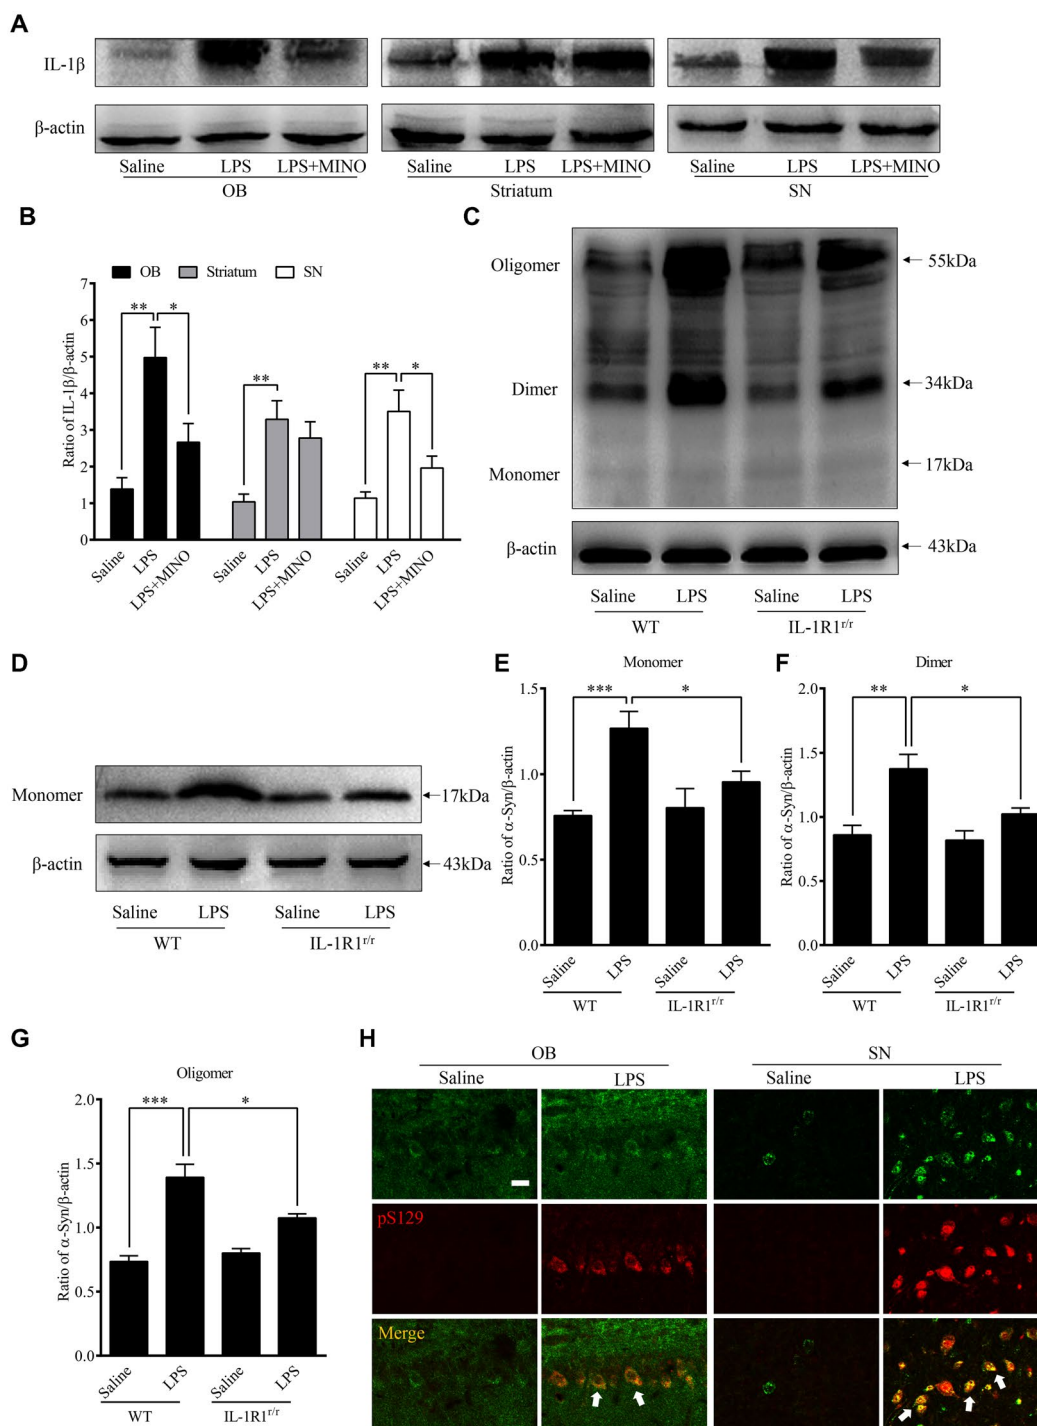 A
IL-1β
β-actin
Saline LPS LPS+MINO Saline LPS LPS+MINO Saline LPS LPS+MINO
OB Striatum SN
B
OB Striatum SN
Ratio of IL-1β/β-actin
7
6
5
4
3
2
1
0
** * ** ** *
Saline LPS LPS+MINO Saline LPS LPS+MINO Saline LPS LPS+MINO
C
Oligomer 55kDa
Dimer 34kDa
Monomer 17kDa
β-actin 43kDa
Saline LPS Saline LPS
WT IL-1R1r/r
D
Monomer 17kDa
β-actin 43kDa
Saline LPS Saline LPS
WT IL-1R1r/r
E
Monomer
Ratio of α-Syn/β-actin
1.5
1.0
0.5
0.0
*** *
Saline LPS Saline LPS
WT IL-1R1r/r
F
Dimer
Ratio of α-Syn/β-actin
2.0
1.5
1.0
0.5
0.0
** *
Saline LPS Saline LPS
WT IL-1R1r/r
G
Oligomer
Ratio of α-Syn/β-actin
2.0
1.5
1.0
0.5
0.0
*** *
Saline LPS Saline LPS
WT IL-1R1r/r
H
OB SN
Saline LPS Saline LPS
pS129
Merge